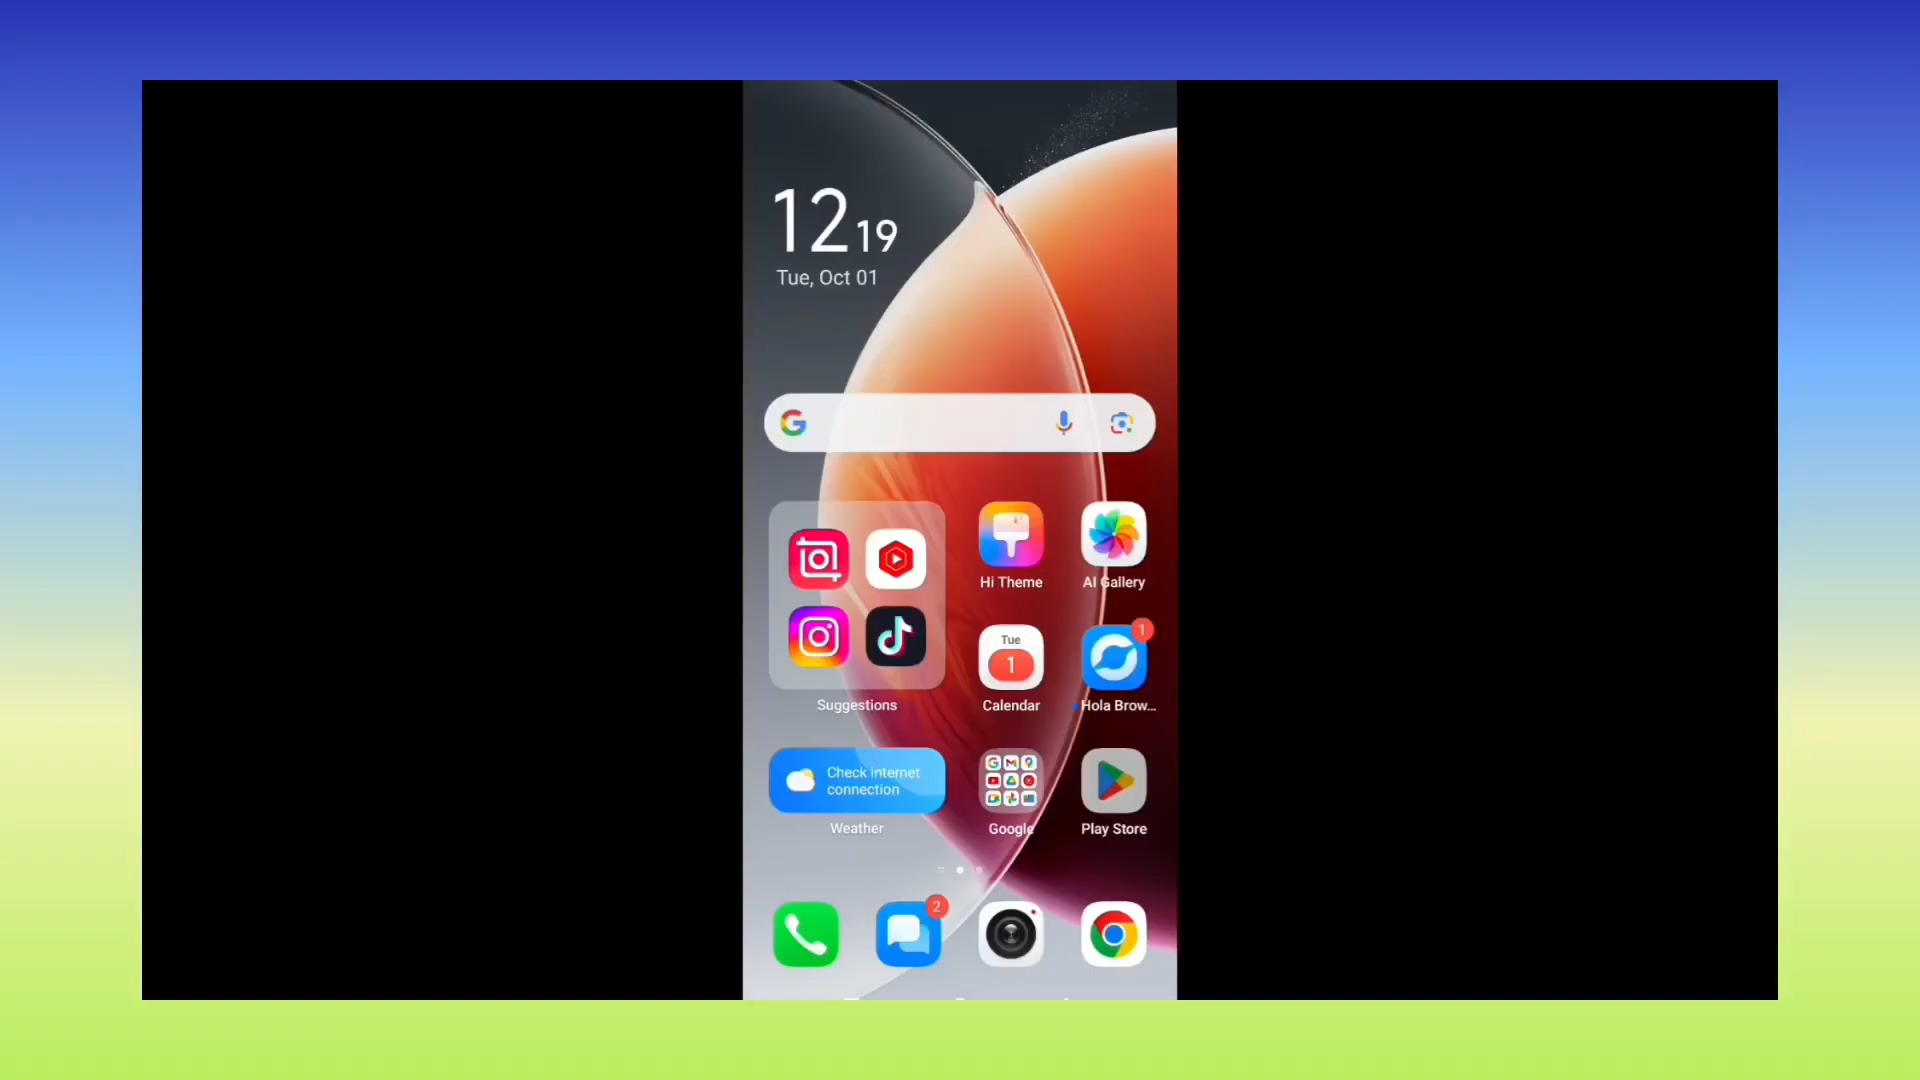 12 19
Tue, Oct 01
Hi Theme
AI Gallery
Suggestions
Tue
1
Calendar
1
Hola Brow...
Check internet
connection
Weather
Google
Play Store
2